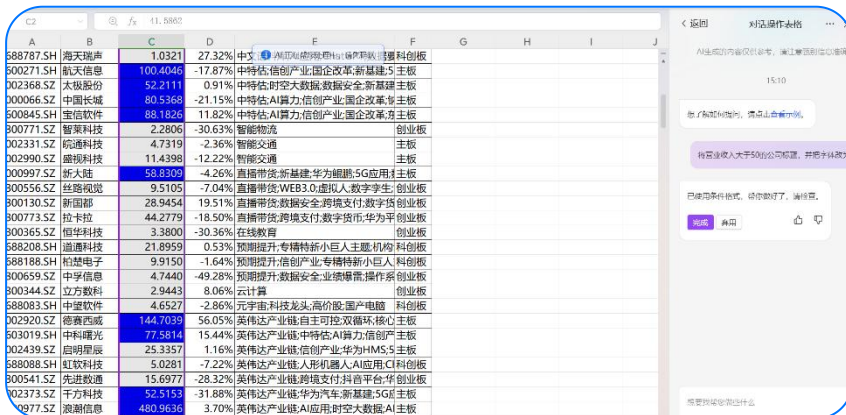 C2 fx 41.5862
A B C D E F G H I J
688787.SH 海天瑞声 1.0321 27.32% 科创板
600271.SH 航天信息 100.4046 -17.87% 中特估;信创产业;国企改革;新基建;5 主板
002368.SZ 太极股份 52.2111 0.91% 中特估;时空大数据;数据安全;新基建 主板
000066.SZ 中国长城 80.5368 -21.15% 中特估;AI算力;信创产业;国企改革; 主板
600845.SH 宝信软件 88.1826 11.82% 中特估;AI算力;信创产业;国企改革; 主板
300771.SZ 智莱科技 2.2806 -30.63% 智能物流 创业板
002331.SZ 皖通科技 4.7319 -2.36% 智能交通 主板
002990.SZ 盛视科技 11.4398 -12.22% 智能交通 主板
000997.SZ 新大陆 58.8309 -4.26% 直播带货;新基建;华为鲲鹏;5G应用; 主板
300556.SZ 丝路视觉 9.5105 -7.04% 直播带货;WEB3.0;虚拟人;数字孪生; 创业板
300130.SZ 新国都 28.9454 19.51% 直播带货;数据安全;跨境支付;数字货 创业板
300773.SZ 拉卡拉 44.2779 -18.50% 直播带货;跨境支付;数字货币;华为平 创业板
300365.SZ 恒华科技 3.3800 -30.36% 在线教育 创业板
688208.SH 道通科技 21.8959 0.53% 预期提升;专精特新小巨人主题;机构 科创板
688188.SH 柏楚电子 9.9150 -1.64% 预期提升;信创产业;专精特新小巨人 科创板
300659.SZ 中孚信息 4.7440 -49.28% 预期提升;数据安全;业绩爆雷;操作系 创业板
300344.SZ 立方数科 2.9443 8.06% 云计算 创业板
688083.SH 中望软件 4.6527 -2.86% 元宇宙;科技龙头;高价股;国产电脑 科创板
002920.SZ 德赛西威 144.7039 56.05% 英伟达产业链;自主可控;双循环;核心 主板
603019.SH 中科曙光 77.5814 15.44% 英伟达产业链;中特估;AI算力;信创产 主板
002439.SZ 启明星辰 25.3357 1.16% 英伟达产业链;信创产业;华为HMS;5 主板
688088.SH 虹软科技 5.0281 -7.22% 英伟达产业链;人形机器人;AI应用;C 科创板
300541.SZ 先进数通 15.6977 -28.32% 英伟达产业链;跨境支付;抖音平台;华 创业板
002373.SZ 千方科技 52.5153 -31.88% 英伟达产业链;华为汽车;新基建;5G 主板
000977.SZ 浪潮信息 480.9636 3.70% 英伟达产业链;AI应用;时空大数据;AI 主板
返回 对话操作表格
15:10
想了解如何提问，请点击查看示例。
将营业收入大于50的公司标蓝，并把字体改
已使用条件格式，帮你做好了，请检查。
完成 弃用